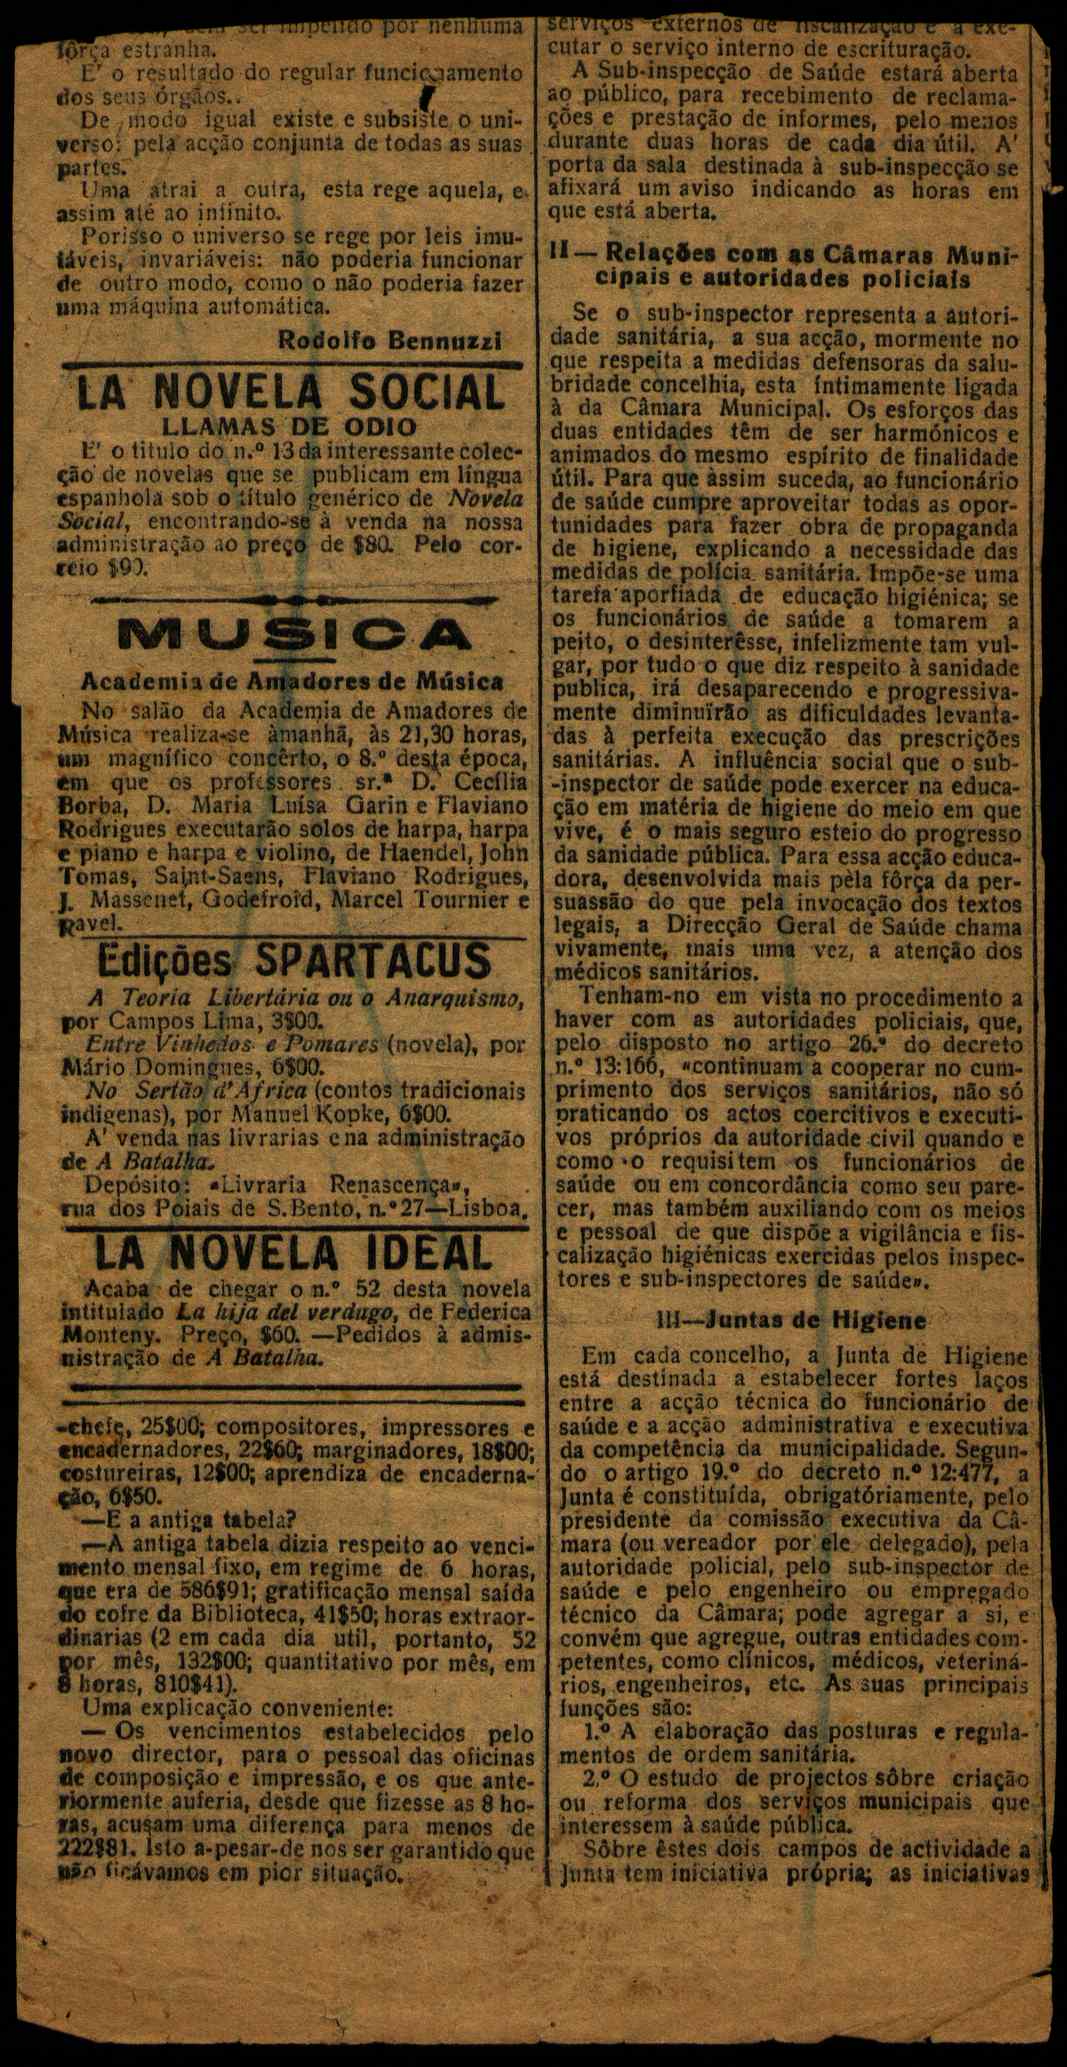 ser impelido por nenhuma
fôrça estranha.
E' o resultado do regular funcionamento
dos seus órgãos..
De modo igual existe e subsiste o uni-
verso: pela acção conjunta de todas as suas
partes.
Uma atrai a outra, esta rege aquela, e
assim até ao infinito.
Porisso o universo se rege por leis imu-
táveis, invariáveis: não poderia funcionar
de outro modo, como o não poderia fazer
uma máquina automática.
Rodolfo Bennuzzi
LA NOVELA SOCIAL
LLAMAS DE ODIO
E' o titulo do n.º 13 da interessante colec-
ção de novelas que se publicam em língua
espanhola sob o título genérico de Novela
Social, encontrando-se à venda na nossa
administração ao preço de $80. Pelo cor-
reio $90.
MUSICA
Academia de Amadores de Música
No salão da Academia de Amadores de
Música realiza-se àmanhã, às 21,30 horas,
um magnífico concêrto, o 8.º desta época,
em que os professores sr.ª D. Cecília
Borba, D. Maria Luísa Garin e Flaviano
Rodrigues executarão solos de harpa, harpa
e piano e harpa e violino, de Haendel, John
Tomas, Saint-Saens, Flaviano Rodrigues,
J. Massenet, Godefroid, Marcel Tournier e
Ravel.
Edições SPARTACUS
A Teoria Libertária ou o Anarquismo,
por Campos Lima, 3$00.
Entre Vinhedos e Pomares (novela), por
Mário Domingues, 6$00.
No Sertão d'Africa (contos tradicionais
indígenas), por Manuel Kopke, 6$00.
A' venda nas livrarias e na administração
de A Batalha.
Depósito: «Livraria Renascença»,
rua dos Poiais de S. Bento, n.º 27—Lisboa.
LA NOVELA IDEAL
Acaba de chegar o n.º 52 desta novela
intitulado La hija del verdugo, de Federica
Monteny. Preço, $60. —Pedidos à admis-
nistração de A Batalha.
-chefe, 25$00; compositores, impressores e
encadernadores, 22$60; marginadores, 18$00;
costureiras, 12$00; aprendiza de encaderna-
ção, 6$50.
—E a antiga tabela?
—A antiga tabela dizia respeito ao venci-
mento mensal fixo, em regime de 6 horas,
que era de 586$91; gratificação mensal saída
do cofre da Biblioteca, 41$50; horas extraor-
dinarias (2 em cada dia util, portanto, 52
por mês, 132$00; quantitativo por mês, em
8 horas, 810$41).
Uma explicação conveniente:
— Os vencimentos estabelecidos pelo
novo director, para o pessoal das oficinas
de composição e impressão, e os que ante-
riormente auferia, desde que fizesse as 8 ho-
ras, acusam uma diferença para menos de
222$81. Isto a-pesar-de nos ser garantido que
não ficávamos em pior situação.
serviços externos de fiscalização e a exe-
cutar o serviço interno de escrituração.
A Sub-inspecção de Saúde estará aberta
ao público, para recebimento de reclama-
ções e prestação de informes, pelo menos
durante duas horas de cada dia útil. A'
porta da sala destinada à sub-inspecção se
afixará um aviso indicando as horas em
que está aberta.
II — Relações com as Câmaras Muni-
cipais e autoridades policiais
Se o sub-inspector representa a autori-
dade sanitária, a sua acção, mormente no
que respeita a medidas defensoras da salu-
bridade concelhia, esta íntimamente ligada
à da Câmara Municipal. Os esforços das
duas entidades têm de ser harmónicos e
animados do mesmo espírito de finalidade
útil. Para que àssim suceda, ao funcionário
de saúde cumpre aproveitar todas as opor-
tunidades para fazer obra de propaganda
de higiene, explicando a necessidade das
medidas de polícia sanitária. Impõe-se uma
tarefa aporfiada de educação higiénica; se
os funcionários de saúde a tomarem a
peito, o desinterêsse, infelizmente tam vul-
gar, por tudo o que diz respeito à sanidade
publica, irá desaparecendo e progressiva-
mente diminuïrão as dificuldades levanta-
das à perfeita execução das prescrições
sanitárias. A influência social que o sub-
-inspector de saúde pode exercer na educa-
ção em matéria de higiene do meio em que
vive, é o mais seguro esteio do progresso
da sanidade pública. Para essa acção educa-
dora, desenvolvida mais pela fôrça da per-
suassão do que pela invocação dos textos
legais, a Direcção Geral de Saúde chama
vivamente, mais uma vez, a atenção dos
médicos sanitários.
Tenham-no em vista no procedimento a
haver com as autoridades policiais, que,
pelo disposto no artigo 26.º do decreto
n.º 13:166, «continuam a cooperar no cum-
primento dos serviços sanitários, não só
praticando os actos coercitivos e executi-
vos próprios da autoridade civil quando e
como o requisitem os funcionários de
saúde ou em concordância como seu pare-
cer, mas também auxiliando com os meios
e pessoal de que dispõe a vigilância e fis-
calização higiénicas exercidas pelos inspec-
tores e sub-inspectores de saúde».
III—Juntas de Higiene
Em cada concelho, a Junta de Higiene
está destinada a estabelecer fortes laços
entre a acção técnica do funcionário de
saúde e a acção administrativa e executiva
da competência da municipalidade. Segun-
do o artigo 19.º do decreto n.º 12:477, a
Junta é constituída, obrigatóriamente, pelo
presidente da comissão executiva da Câ-
mara (ou vereador por ele delegado), pela
autoridade policial, pelo sub-inspector de
saúde e pelo engenheiro ou empregado
técnico da Câmara; pode agregar a si, e
convém que agregue, outras entidades com-
petentes, como clínicos, médicos, veteriná-
rios, engenheiros, etc. As suas principais
funções são:
1.º A elaboração das posturas e regula-
mentos de ordem sanitária.
2.º O estudo de projectos sôbre criação
ou reforma dos serviços municipais que
interessem à saúde pública.
Sôbre êstes dois campos de actividade a
Junta tem iniciativa própria; as iniciativas